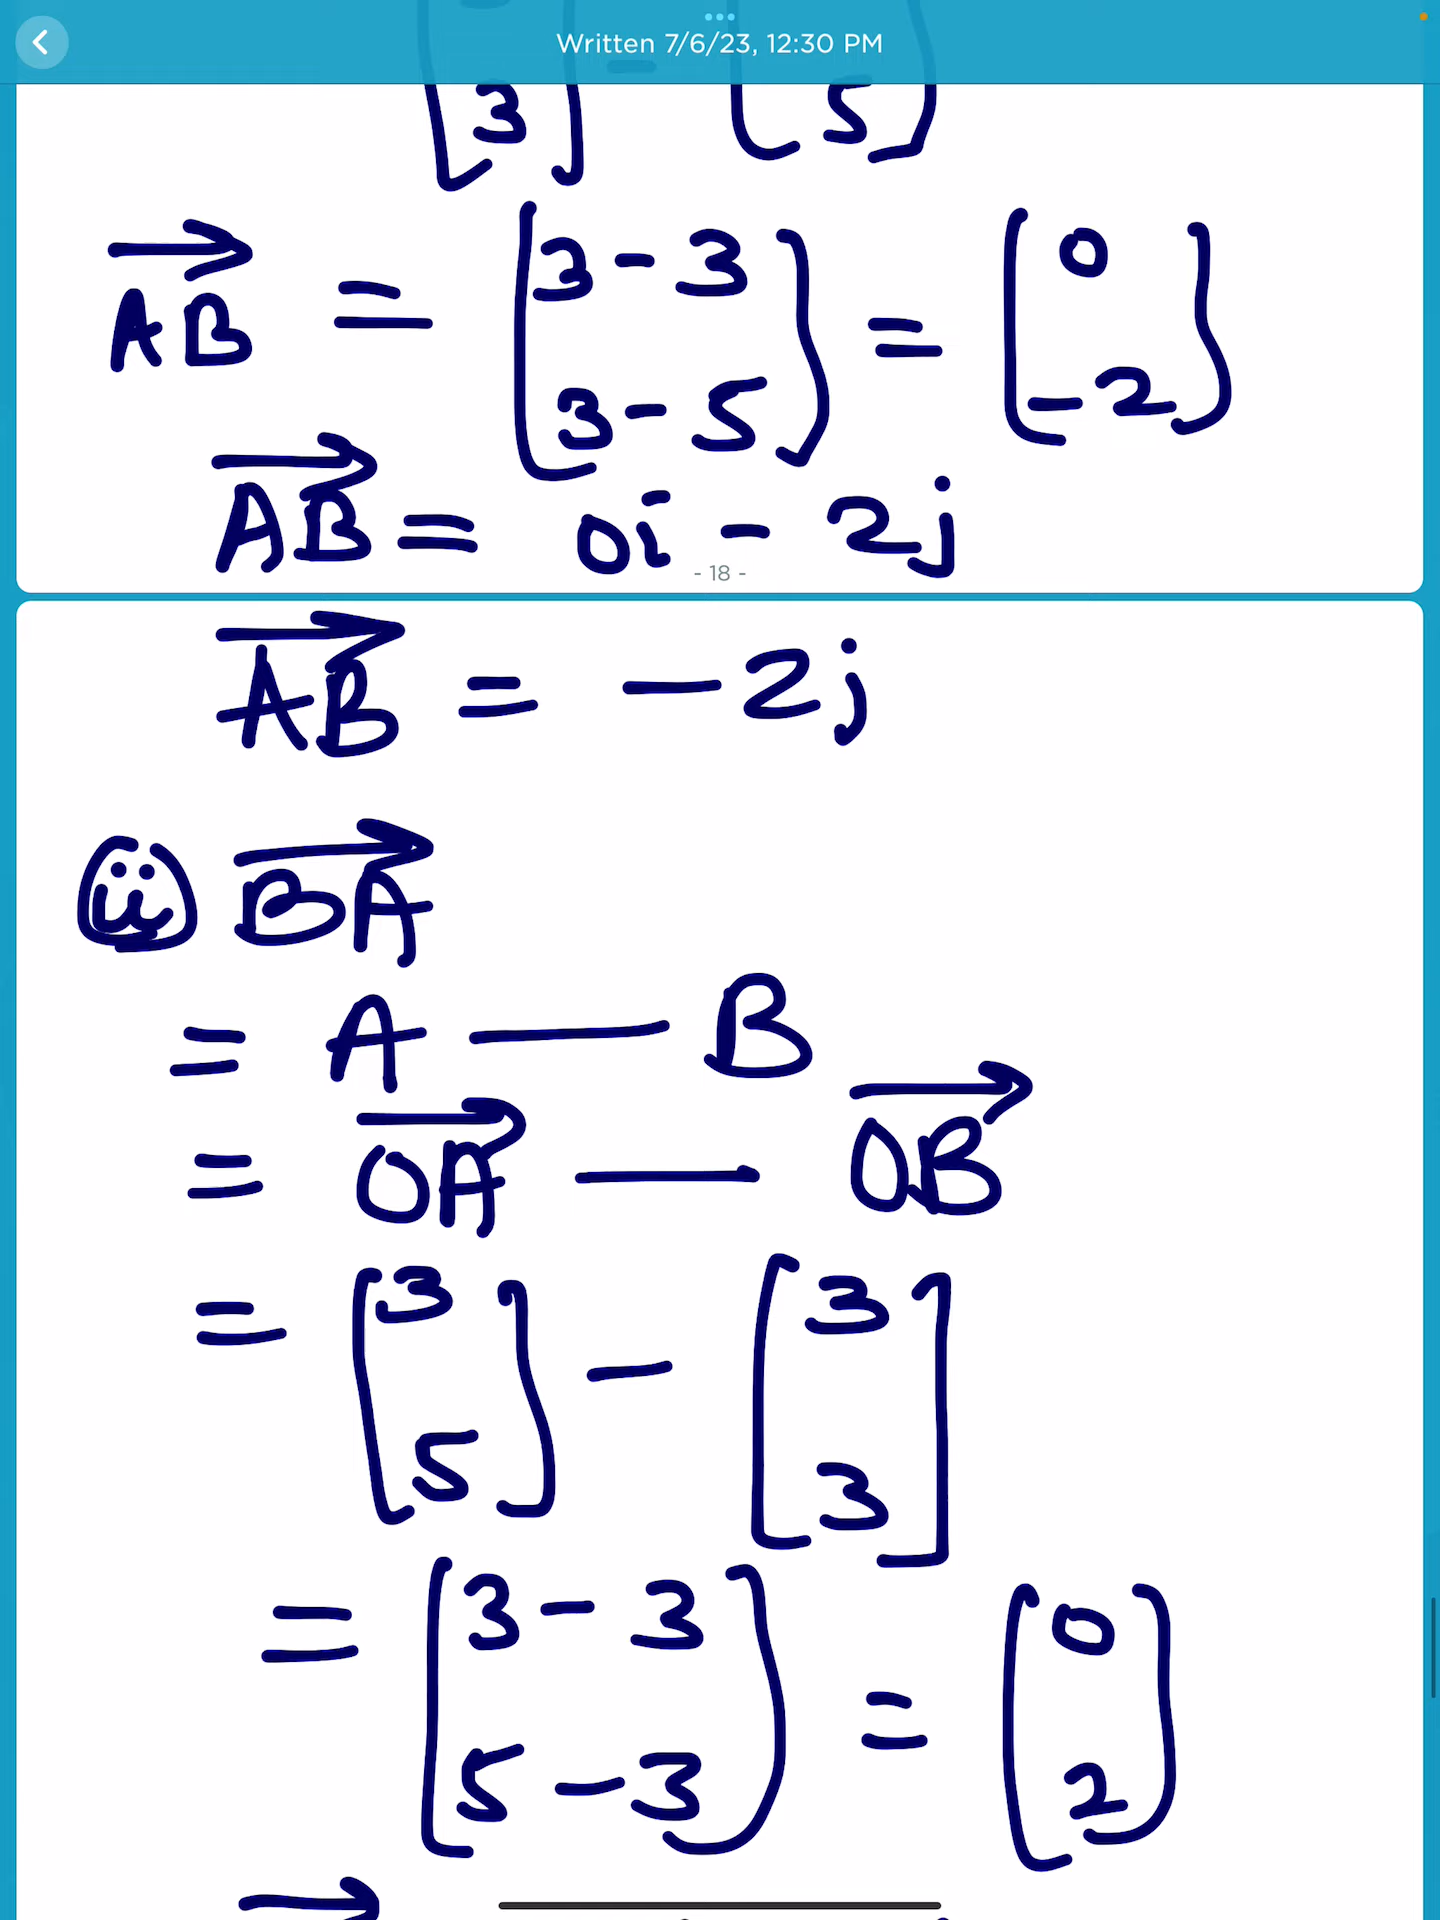 Written 7/6/23, 12:30 PM
[3] - (5)
→AB = [3-3 3-5] = [0 -2]
→AB = 0i - 2j
- 18 -
→AB = -2j
(ii) →BA
= A - B
= →OA - →OB
= [3 5] - [3 3]
= [3-3 5-3] = [0 2]